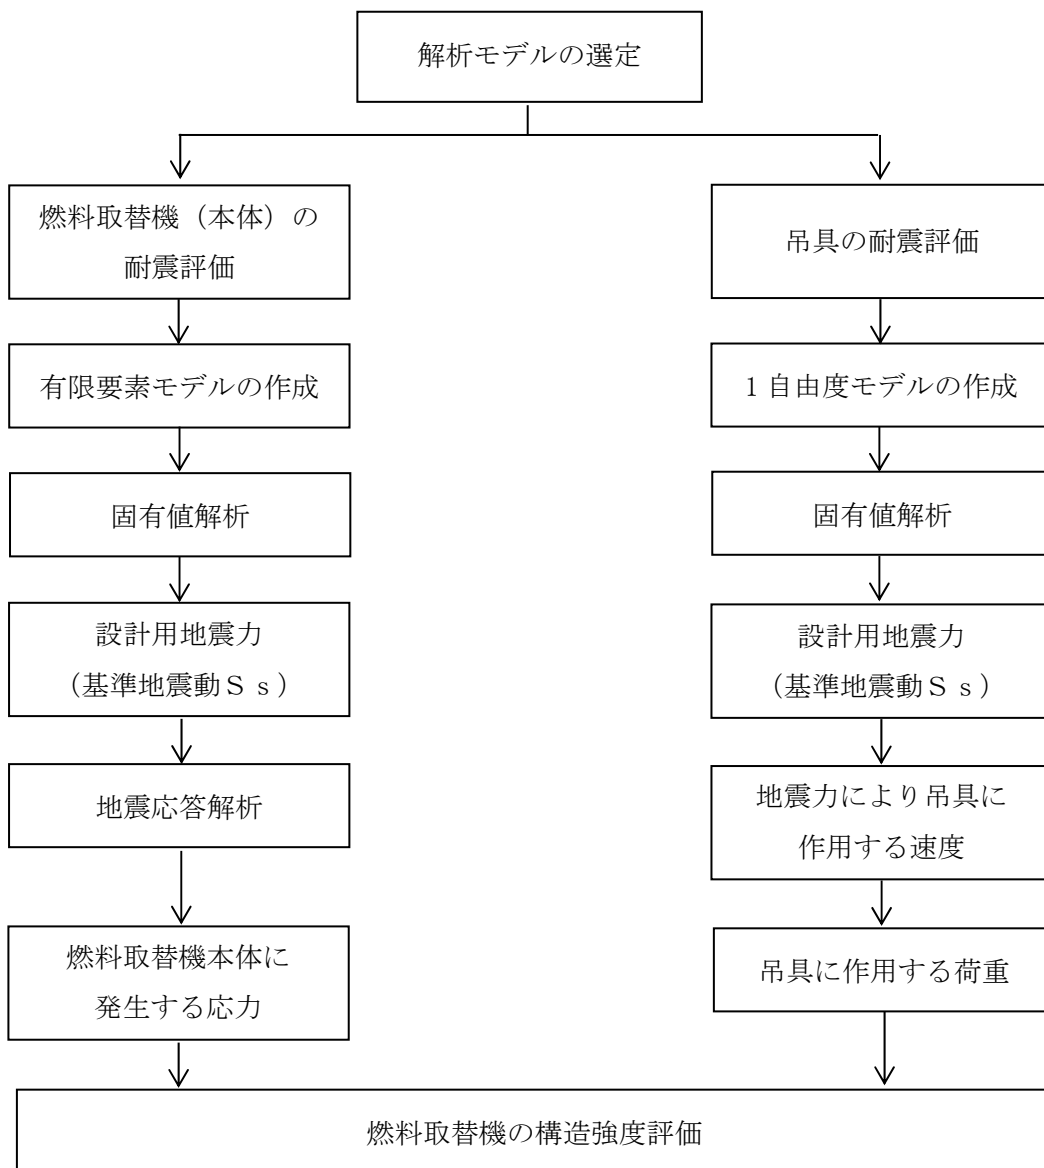 解析モデルの選定
燃料取替機（本体）の
耐震評価
有限要素モデルの作成
固有値解析
設計用地震力
（基準地震動Ｓｓ）
地震応答解析
燃料取替機本体に
発生する応力
吊具の耐震評価
１自由度モデルの作成
固有値解析
設計用地震力
（基準地震動Ｓｓ）
地震力により吊具に
作用する速度
吊具に作用する荷重
燃料取替機の構造強度評価